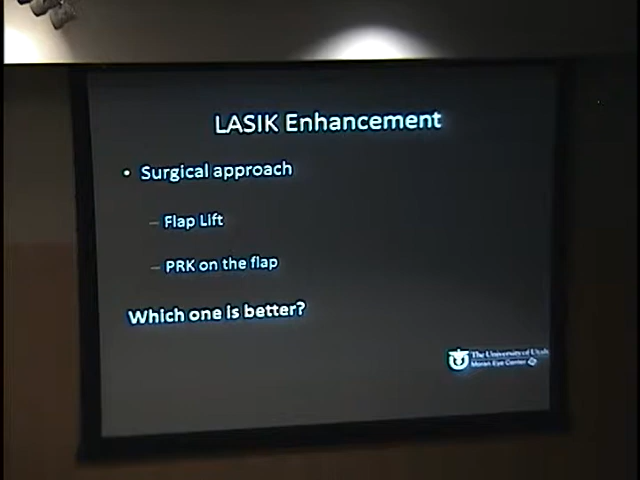 LASIK Enhancement
• Surgical approach
– Flap Lift
– PRK on the flap
Which one is better?
The University of Utah
Moran Eye Center